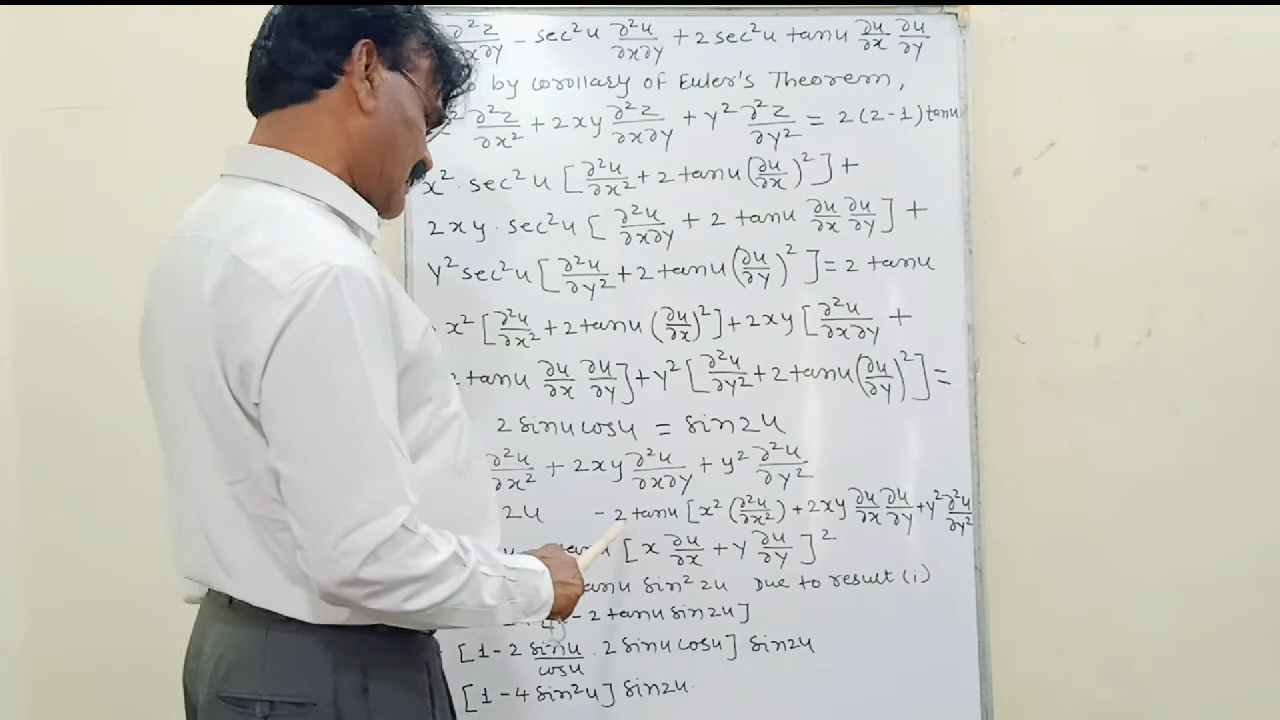 ∂²z/∂x∂y - sec²u ∂²u/∂x∂y + 2 sec²u tanu ∂u/∂x ∂u/∂y
by corollary of Euler's Theorem,
² ∂²z/∂x² + 2xy ∂²z/∂x∂y + y² ∂²z/∂y² = 2(2-1)tanu
x². sec²u [∂²u/∂x² + 2 tanu (∂u/∂x)²] +
2xy. sec²u [∂²u/∂x∂y + 2 tanu ∂u/∂x ∂u/∂y] +
y² sec²u [∂²u/∂y² + 2 tanu (∂u/∂y)²] = 2 tanu
x² [∂²u/∂x² + 2 tanu (∂u/∂x)²] + 2xy [∂²u/∂x∂y +
tanu ∂u/∂x ∂u/∂y] + y² [∂²u/∂y² + 2 tanu (∂u/∂y)²] =
2 sinu cosu = sin2u
∂²u/∂x² + 2xy ∂²u/∂x∂y + y² ∂²u/∂y²
2u - 2 tanu [x² (∂²u/∂x²) + 2xy ∂u/∂x ∂u/∂y + y² ∂²u/∂y²
[x ∂u/∂x + y ∂u/∂y]²
tanu sin²2u Due to result (i)
- 2 tanu sin2u]
[1 - 2 sinu/cosu . 2 sinu cosu] sin2u
[1 - 4 sin²u] sin2u.